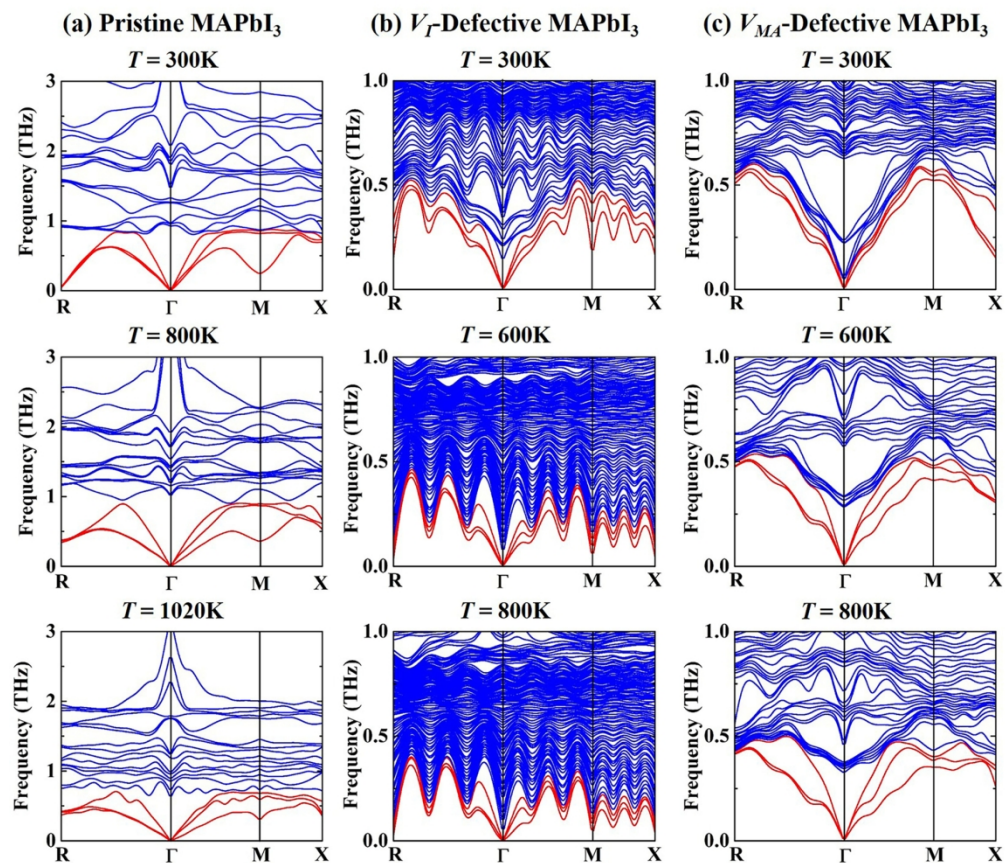 (a) Pristine MAPbI3 (b) VI-Defective MAPbI3 (c) VMA-Defective MAPbI3
T = 300K T = 300K T = 300K
Frequency (THz) 3 2 1 0 R Γ M X
Frequency (THz) 1.0 0.5 0.0 R Γ M X
Frequency (THz) 1.0 0.5 0.0 R Γ M X
T = 800K T = 600K T = 600K
Frequency (THz) 3 2 1 0 R Γ M X
Frequency (THz) 1.0 0.5 0.0 R Γ M X
Frequency (THz) 1.0 0.5 0.0 R Γ M X
T = 1020K T = 800K T = 800K
Frequency (THz) 3 2 1 0 R Γ M X
Frequency (THz) 1.0 0.5 0.0 R Γ M X
Frequency (THz) 1.0 0.5 0.0 R Γ M X